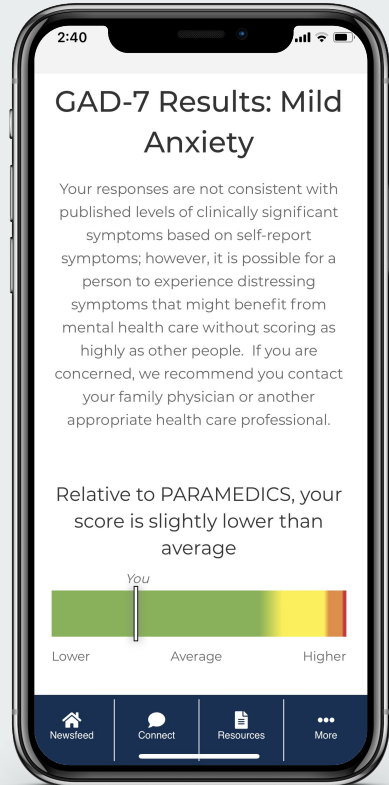 2:40
GAD-7 Results: Mild
Anxiety
Your responses are not consistent with
published levels of clinically significant
symptoms based on self-report
symptoms; however, it is possible for a
person to experience distressing
symptoms that might benefit from
mental health care without scoring as
highly as other people.  If you are
concerned, we recommend you contact
your family physician or another
appropriate health care professional.
Relative to PARAMEDICS, your
score is slightly lower than
average
You
Lower Average Higher
Newsfeed Connect Resources More